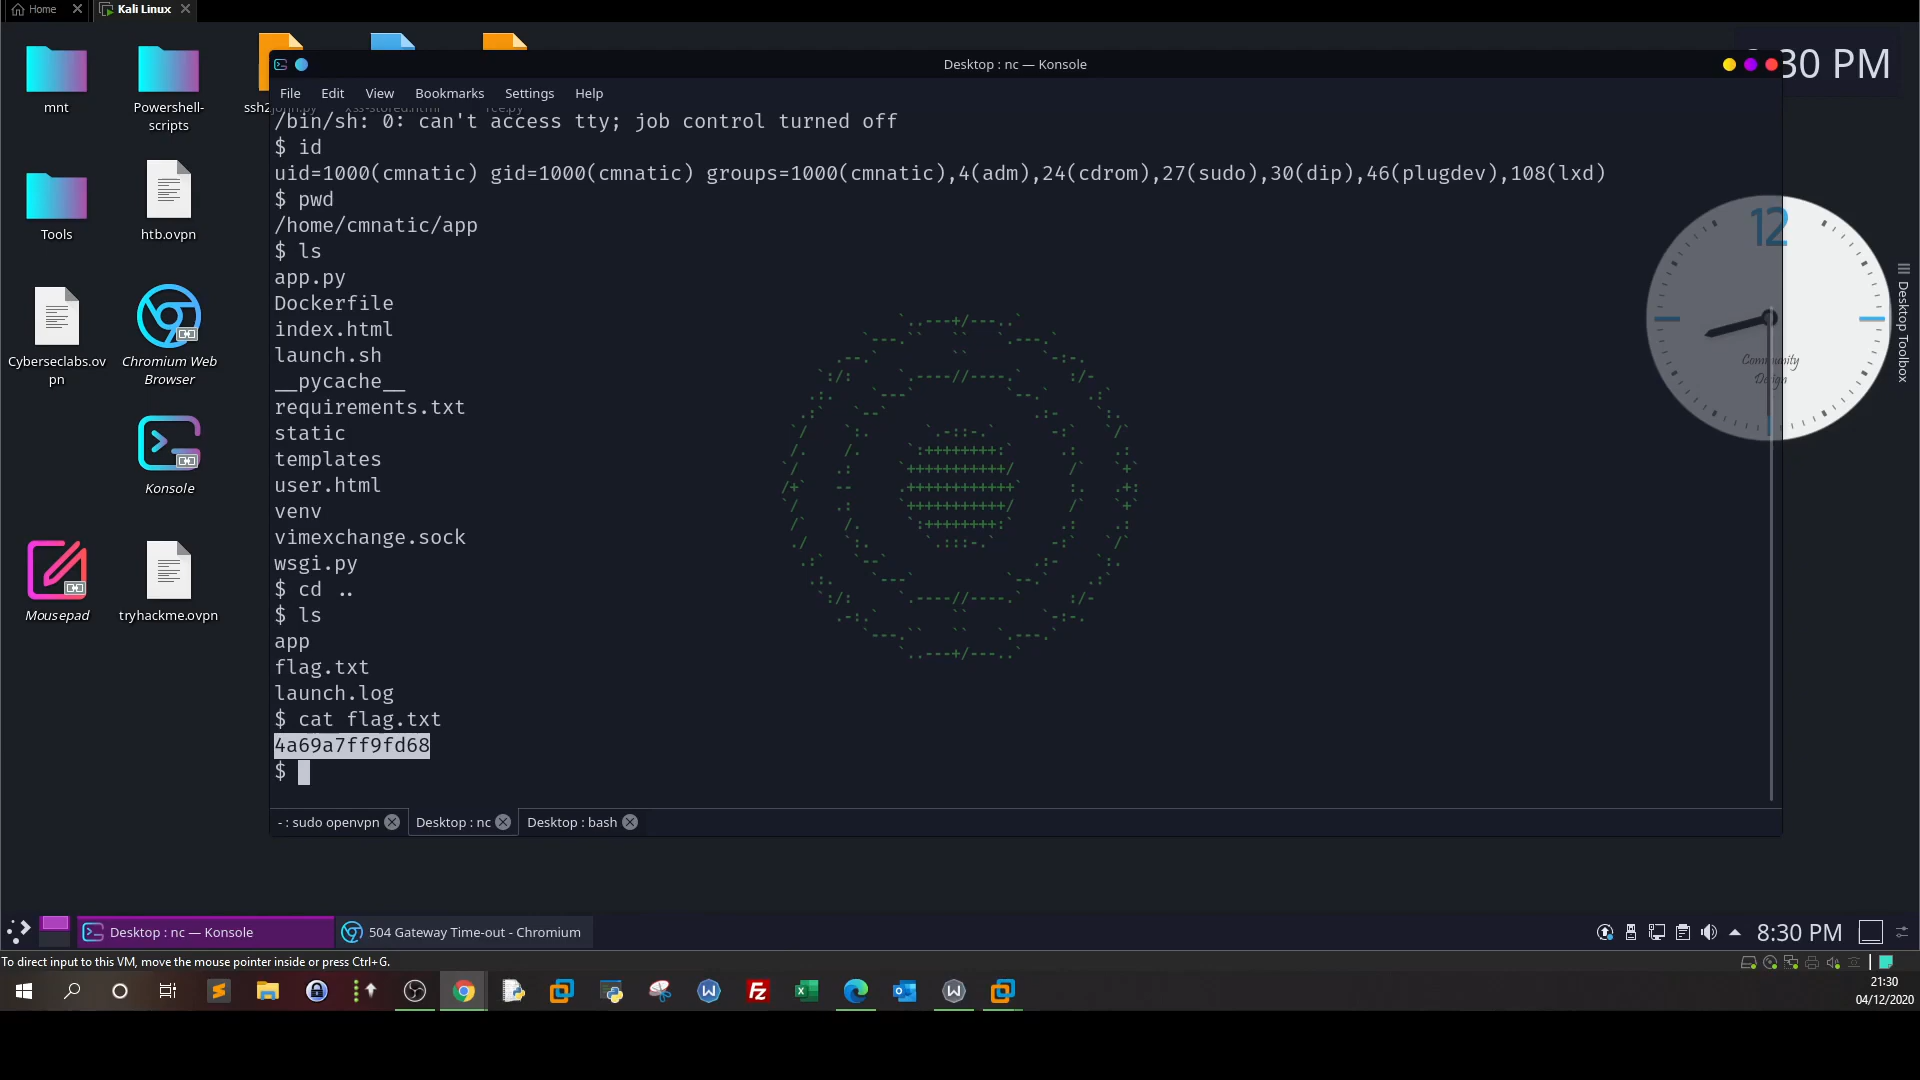 Home
Kali Linux
mnt
Powershell-
scripts
Tools
htb.ovpn
Cyberseclabs.ov
pn
Chromium Web
Browser
Konsole
Mousepad
tryhackme.ovpn
Desktop : nc — Konsole
30 PM
File Edit View Bookmarks Settings Help
/bin/sh: 0: can't access tty; job control turned off
$ id
uid=1000(cmnatic) gid=1000(cmnatic) groups=1000(cmnatic),4(adm),24(cdrom),27(sudo),30(dip),46(plugdev),108(lxd)
$ pwd
/home/cmnatic/app
$ ls
app.py
Dockerfile
index.html
launch.sh
__pycache__
requirements.txt
static
templates
user.html
venv
vimexchange.sock
wsgi.py
$ cd ..
$ ls
app
flag.txt
launch.log
$ cat flag.txt
4a69a7ff9fd68
$
- : sudo openvpn
Desktop : nc
Desktop : bash
12
Community
Design
Desktop Toolbox
Desktop : nc — Konsole
504 Gateway Time-out - Chromium
8:30 PM
To direct input to this VM, move the mouse pointer inside or press Ctrl+G.
21:30
04/12/2020